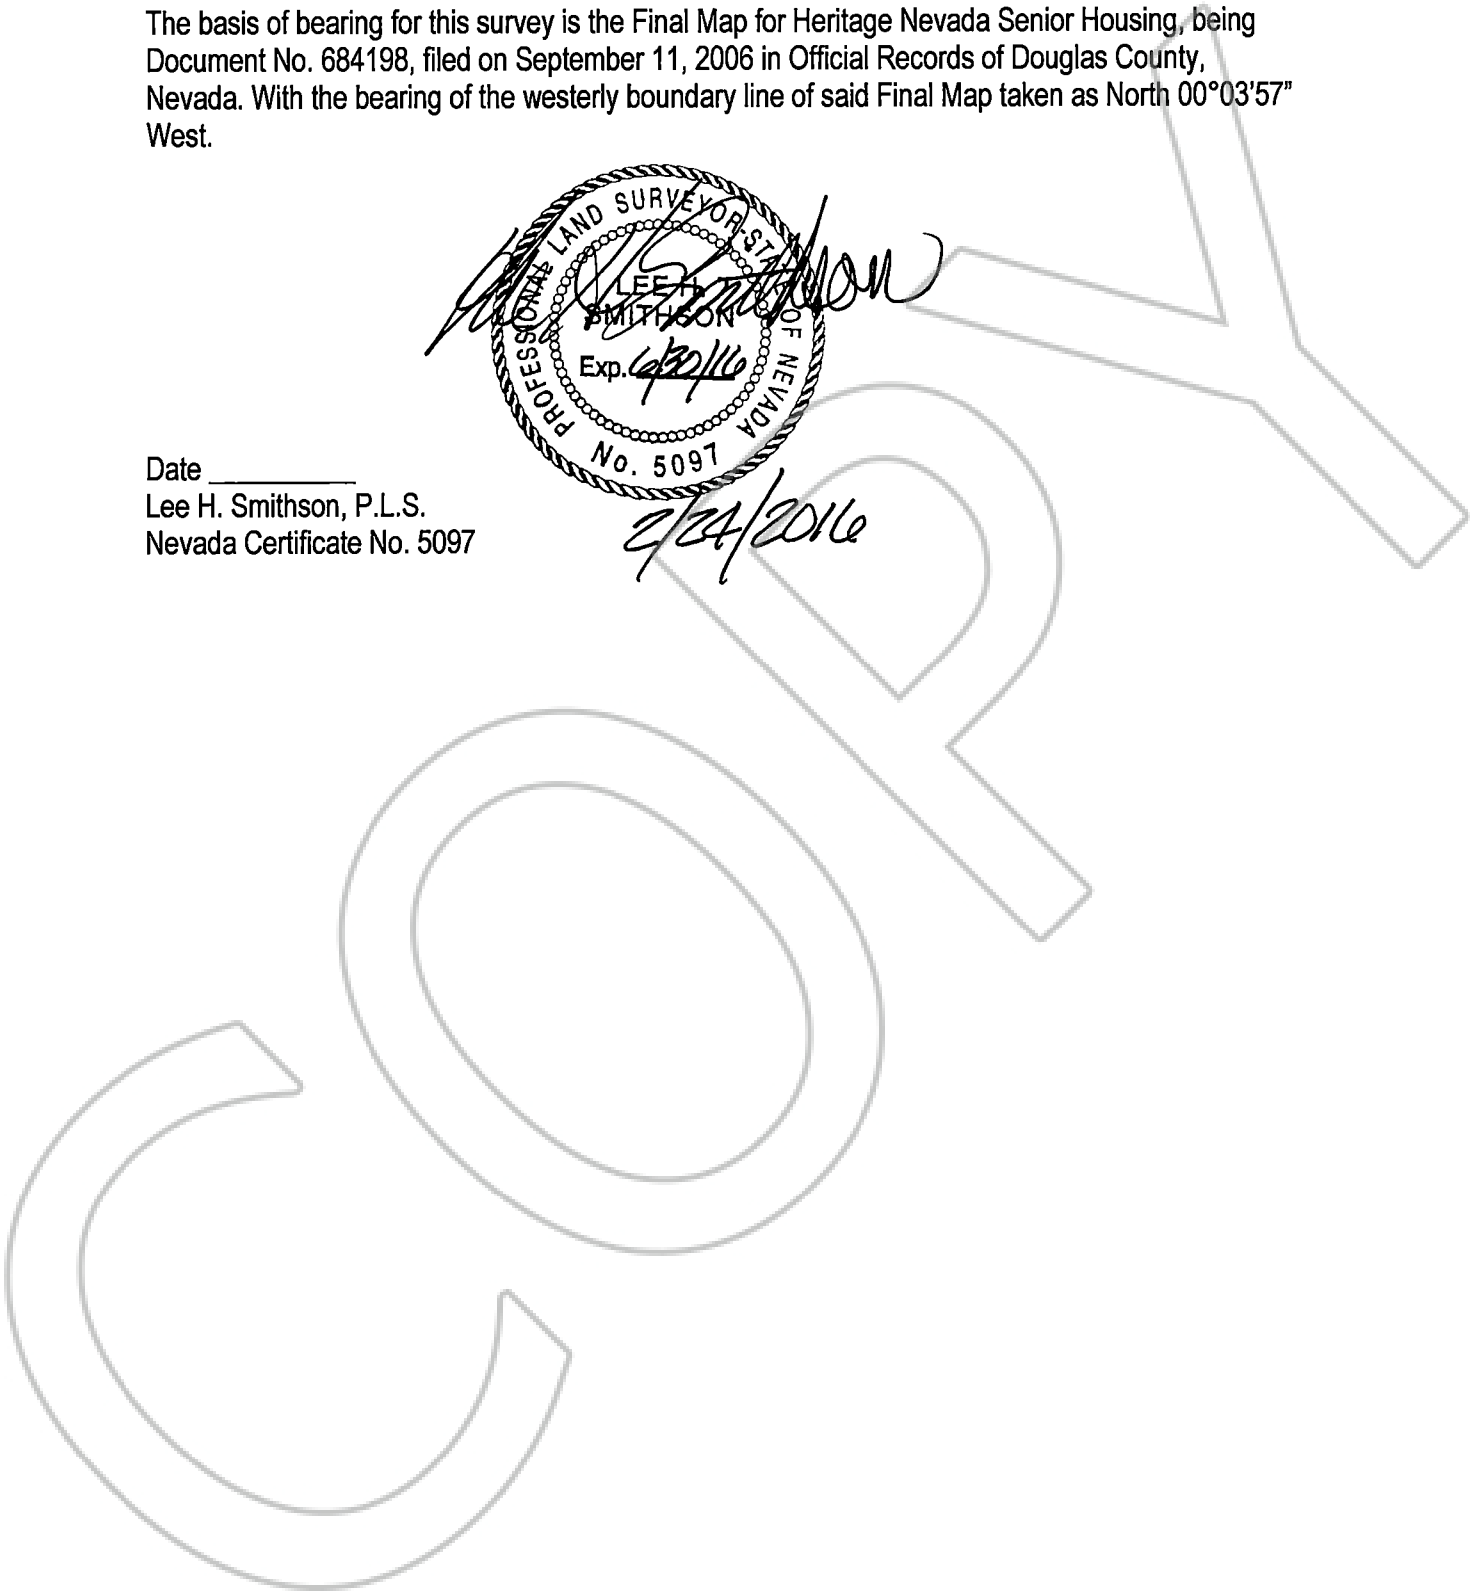 The basis of bearing for this survey is the Final Map for Heritage Nevada Senior Housing, being
Document No. 684198, filed on September 11, 2006 in Official Records of Douglas County,
Nevada. With the bearing of the westerly boundary line of said Final Map taken as North 00°03'57”
West.
PROFESSIONAL LAND SURVEYOR-STATE OF NEVADA
LEE H.
SMITHSON
Exp. 6/30/16
No. 5097
Date
Lee H. Smithson, P.L.S.
Nevada Certificate No. 5097
2/24/2016
COPY